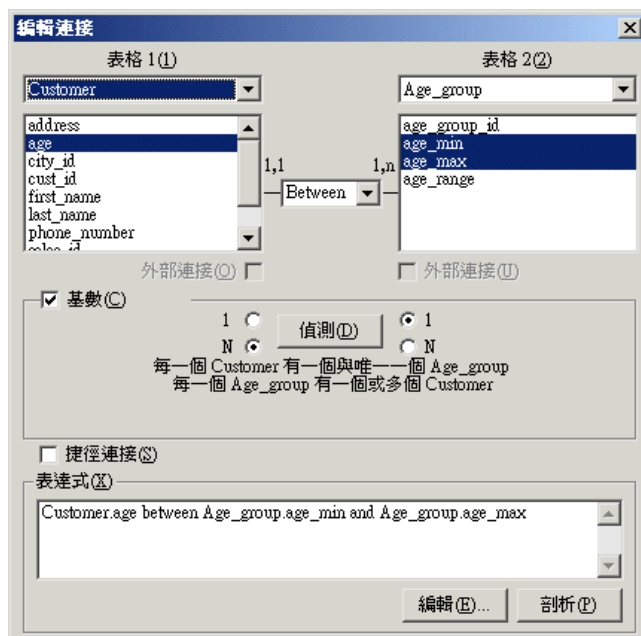 編輯連接
表格 1(1)
表格 2(2)
Customer
Age_group
address
age
city_id
cust_id
first_name
last_name
phone_number
age_group_id
age_min
age_max
age_range
1,1
1,n
Between
外部連接(O)
外部連接(U)
基數(C)
1
偵測(D)
1
N
N
每一個 Customer 有一個與唯一一個 Age_group
每一個 Age_group 有一個或多個 Customer
捷徑連接(S)
表達式(X)
Customer.age between Age_group.age_min and Age_group.age_max
編輯(E)...
剖析(P)